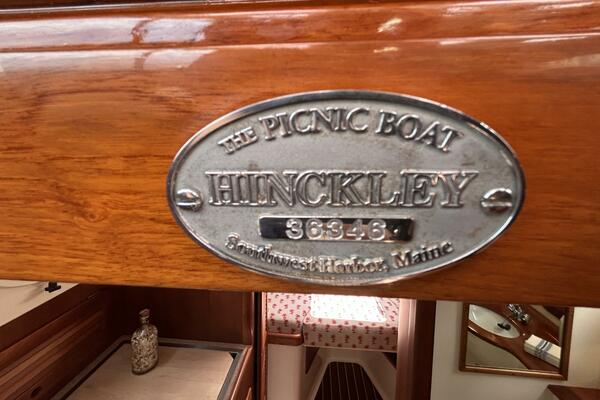 THE PICNIC BOAT
HINCKLEY
36346
Southwest Harbor, Maine